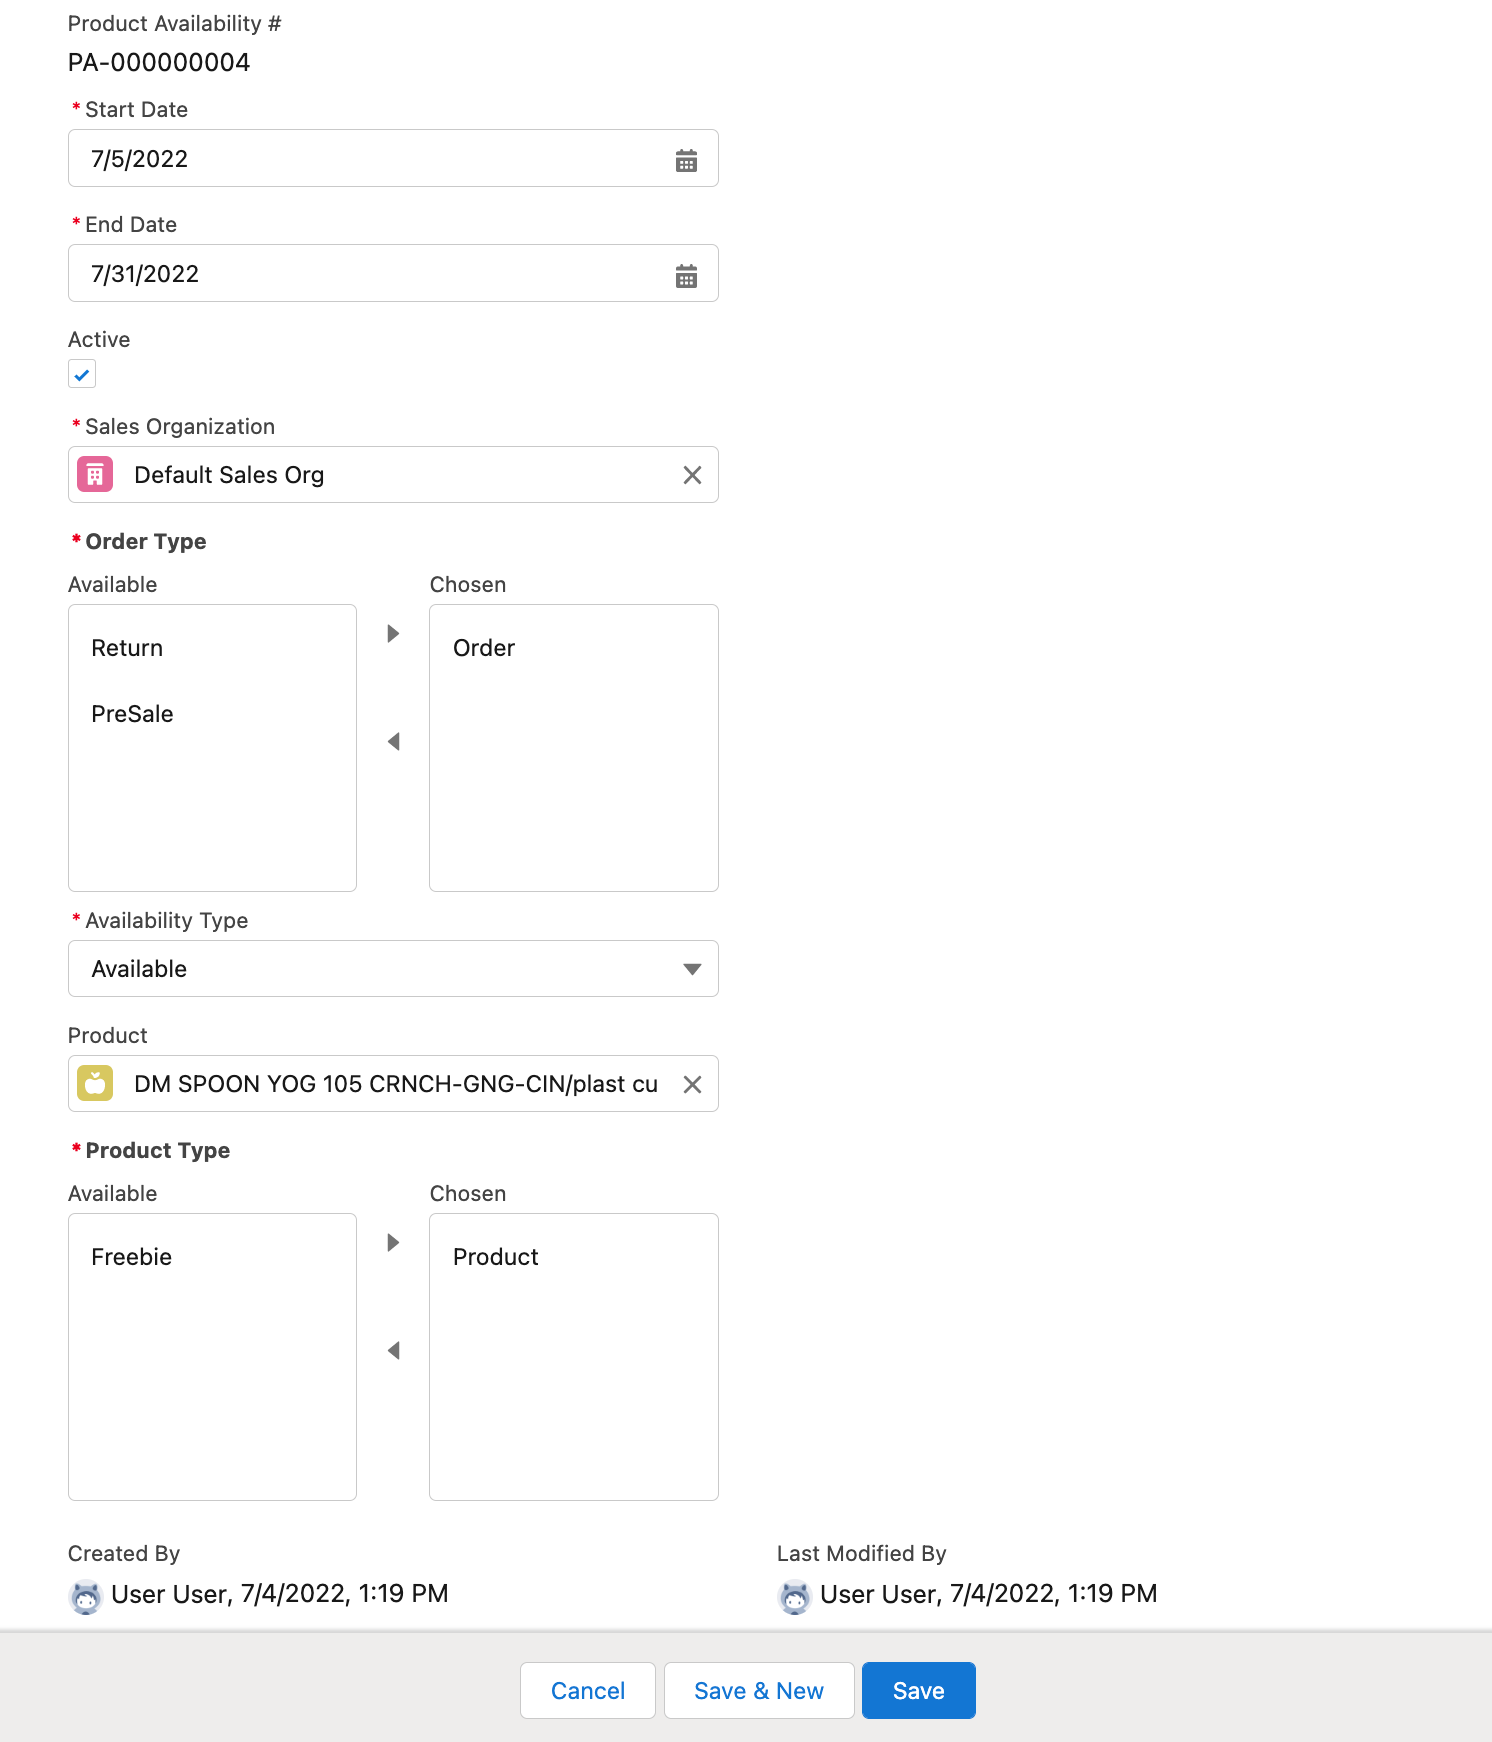 Product Availability #
PA-000000004
* Start Date
7/5/2022
* End Date
7/31/2022
Active
* Sales Organization
Default Sales Org
* Order Type
Available Chosen
Return Order
PreSale
* Availability Type
Available
Product
DM SPOON YOG 105 CRNCH-GNG-CIN/plast cu
* Product Type
Available Chosen
Freebie Product
Created By Last Modified By
User User, 7/4/2022, 1:19 PM User User, 7/4/2022, 1:19 PM
Cancel Save & New Save